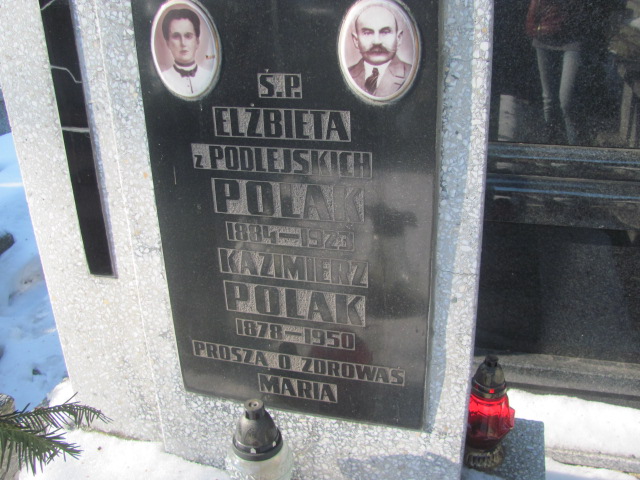 Ś.P.
ELŻBIETA
z PODLEJSKICH
POLAK
1884—1923
KAZIMIERZ
POLAK
1878—1950
PROSZĄ O ZDROWAŚ
MARIA